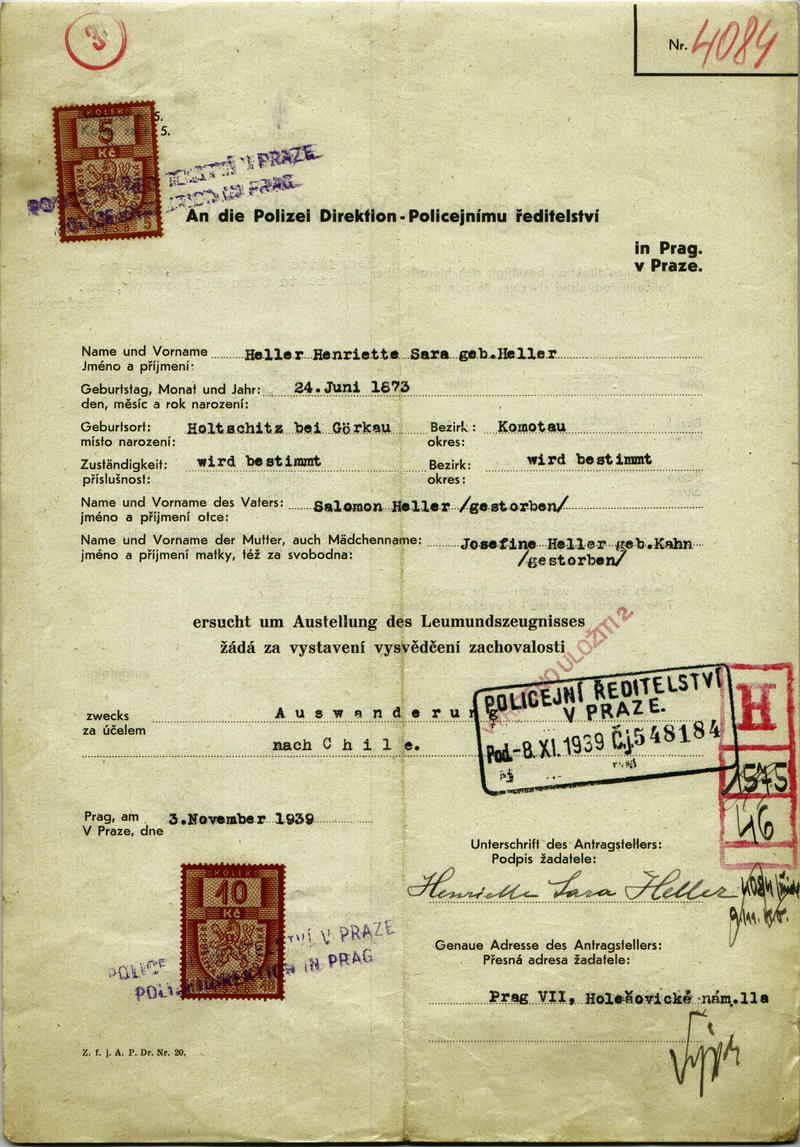 3
Nr. 4084
KOLEK
5
Kč
5.
5.
An die Polizei Direktion-Policejnímu ředitelství
in Prag.
v Praze.
Name und Vorname Heller Henriette Sara geb.Heller
Jméno a příjmení:
Geburtstag, Monat und Jahr: 24.Juni 1873
den, měsíc a rok narození:
Geburtsort: Holtschitz bei Görkau Bezirk: Komotau
místo narození: okres:
Zuständigkeit: wird bestimmt Bezirk: wird bestimmt
příslušnost: okres:
Name und Vorname des Vaters: Salomon Heller /gestorben/
jméno a příjmení otce:
Name und Vorname der Mutter, auch Mädchenname: Josefine Heller geb.Kahn
jméno a příjmení matky, též za svobodna: /gestorben/
ersucht um Austellung des Leumundszeugnisses
žádá za vystavení vysvědčení zachovalosti
zwecks Auswanderung
za účelem
nach Chile.
POLICEJNÍ ŘEDITELSTVÍ
V PRAZE.
Pod.-8.XI.1939 Č.j.548184
H
1575
46
Prag, am 3.November 1939
V Praze, dne
KOLEK
10
Kč
V PRAZE
IN PRAG
Unterschrift des Antragstellers:
Podpis žadatele:
Henriette Sara Heller
Genaue Adresse des Antragstellers:
Přesná adresa žadatele:
Prag VII, Holešovické nám.11a
Z. f. j. A. P. Dr. Nr. 20.